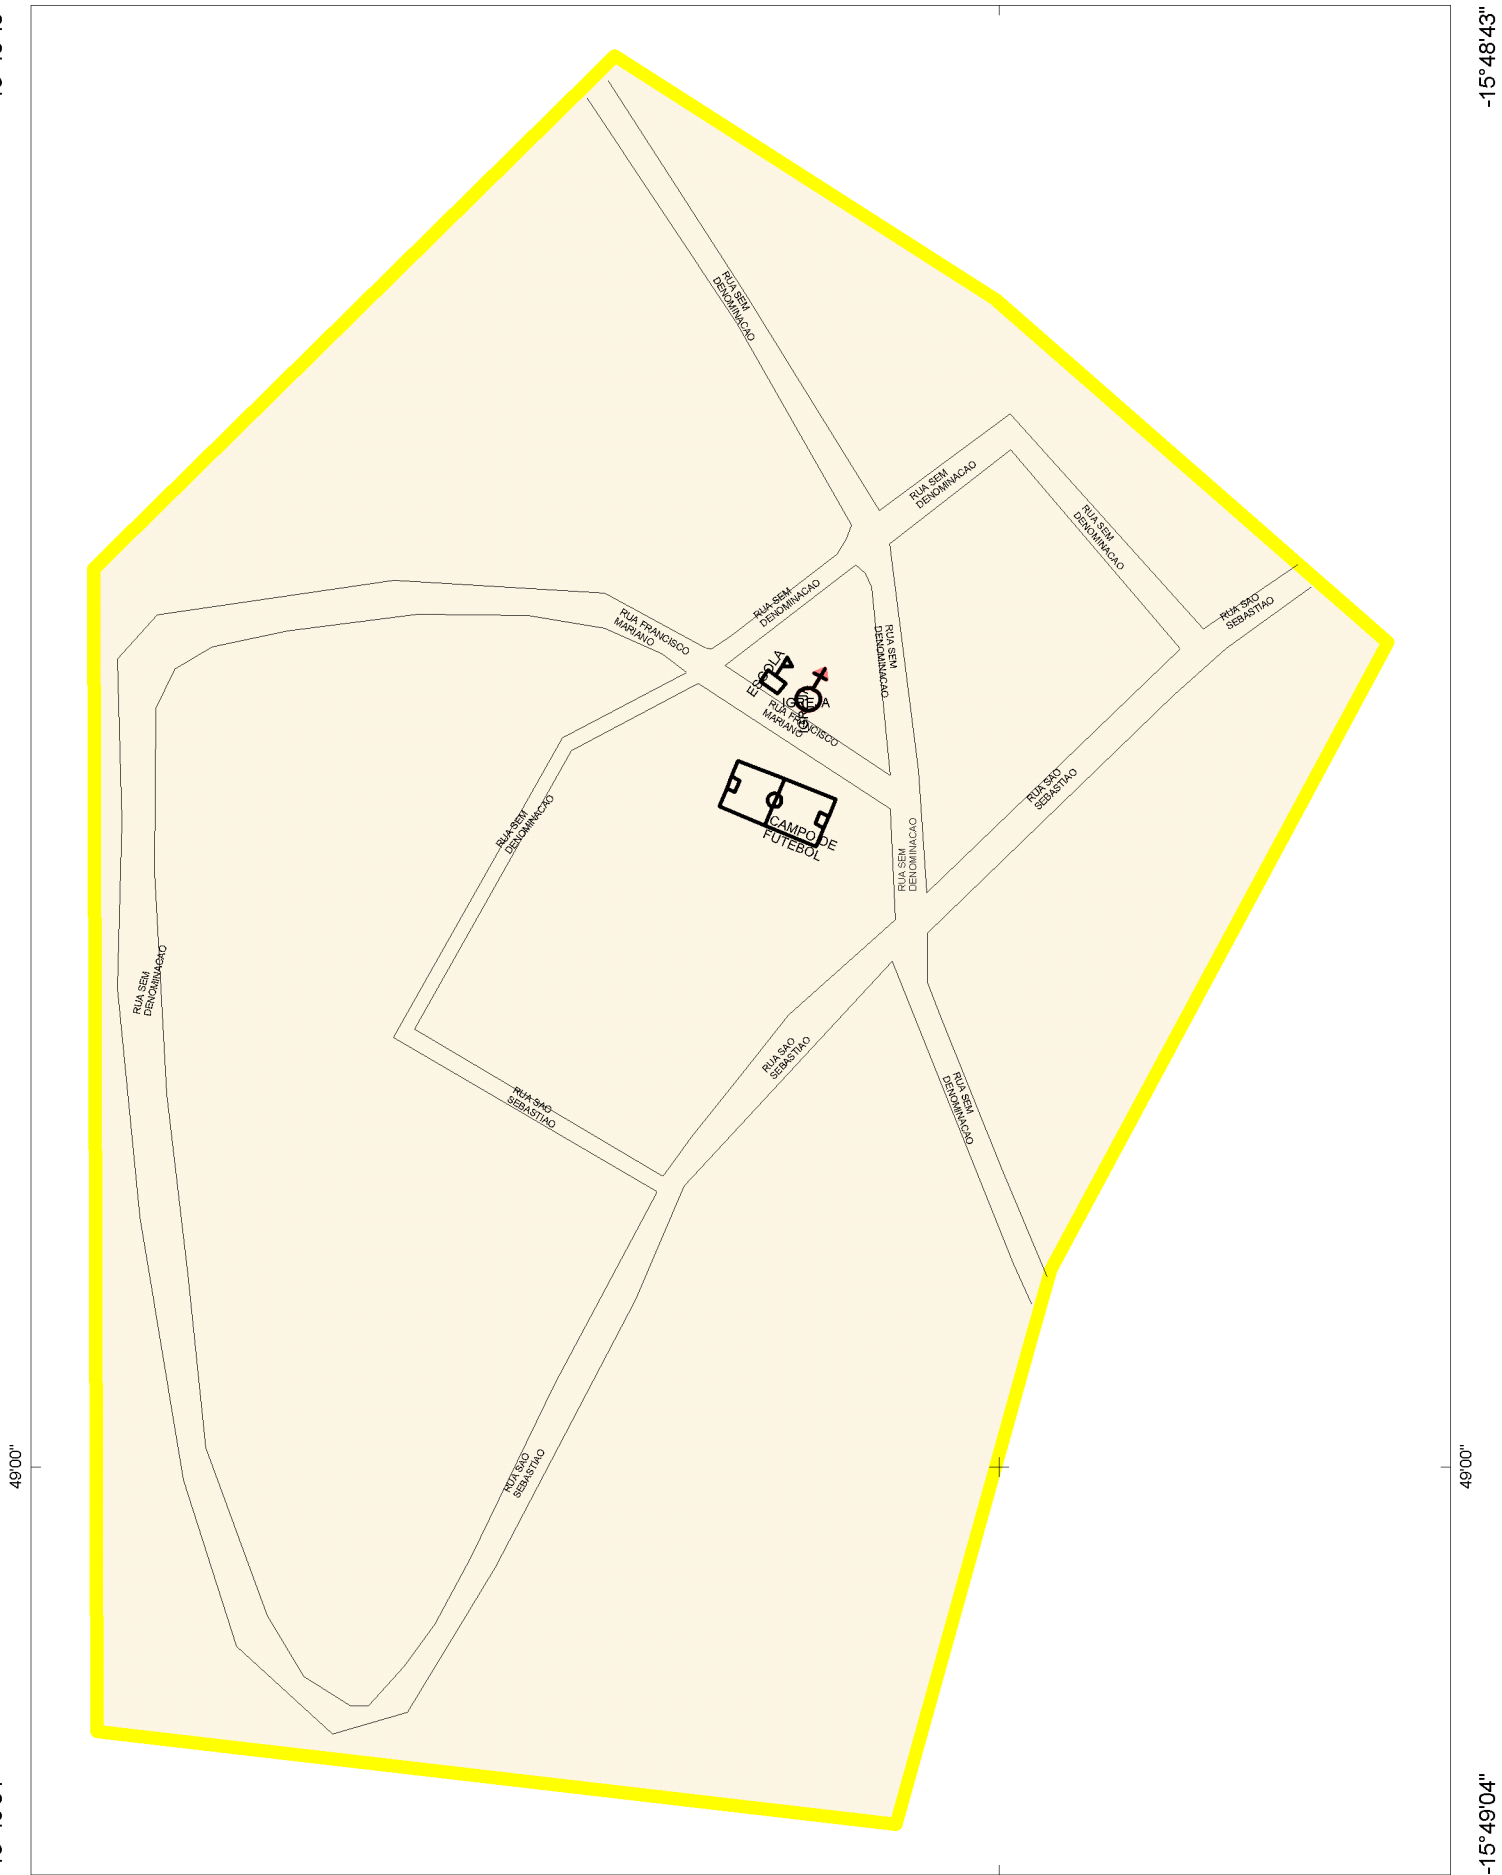 -15°48'43"
RUA SEM
DENOMINACAO
RUA SEM
DENOMINACAO
RUA SEM
DENOMINACAO
RUA SEM
DENOMINACAO
RUA SAO
SEBASTIAO
RUA FRANCISCO
MARIANO
RUA SEM
DENOMINACAO
ESCOLA
IGREJA
RUA FRANCISCO
MARIANO
RUA SAO
SEBASTIAO
RUA SEM
DENOMINACAO
CAMPO DE
FUTEBOL
RUA SEM
DENOMINACAO
RUA SEM
DENOMINACAO
RUA SAO
SEBASTIAO
RUA SAO
SEBASTIAO
RUA SEM
DENOMINACAO
RUA SAO
SEBASTIAO
49'00"
49'00"
-15°49'04"